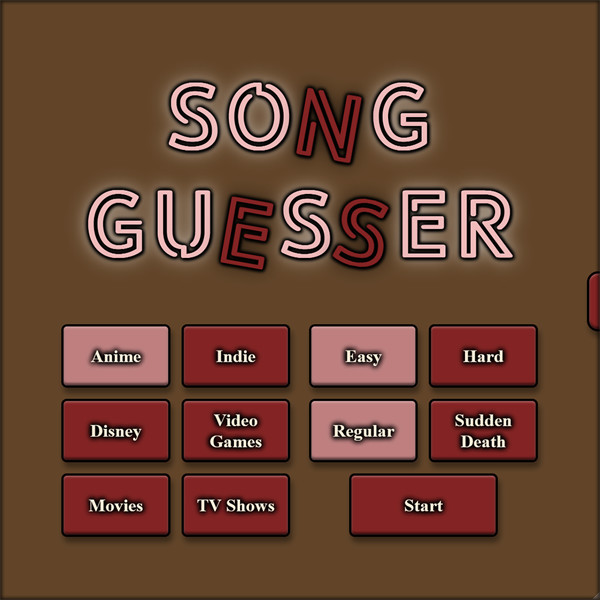 SONG
GUESSER
Anime
Indie
Easy
Hard
Disney
Video
Games
Regular
Sudden
Death
Movies
TV Shows
Start